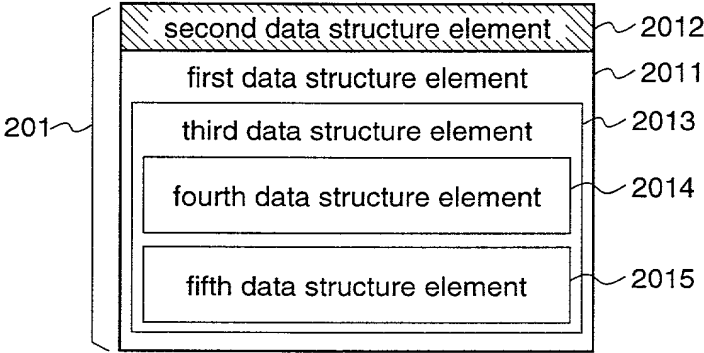 second data structure element
2012
first data structure element
2011
third data structure element
2013
201
fourth data structure element
2014
fifth data structure element
2015